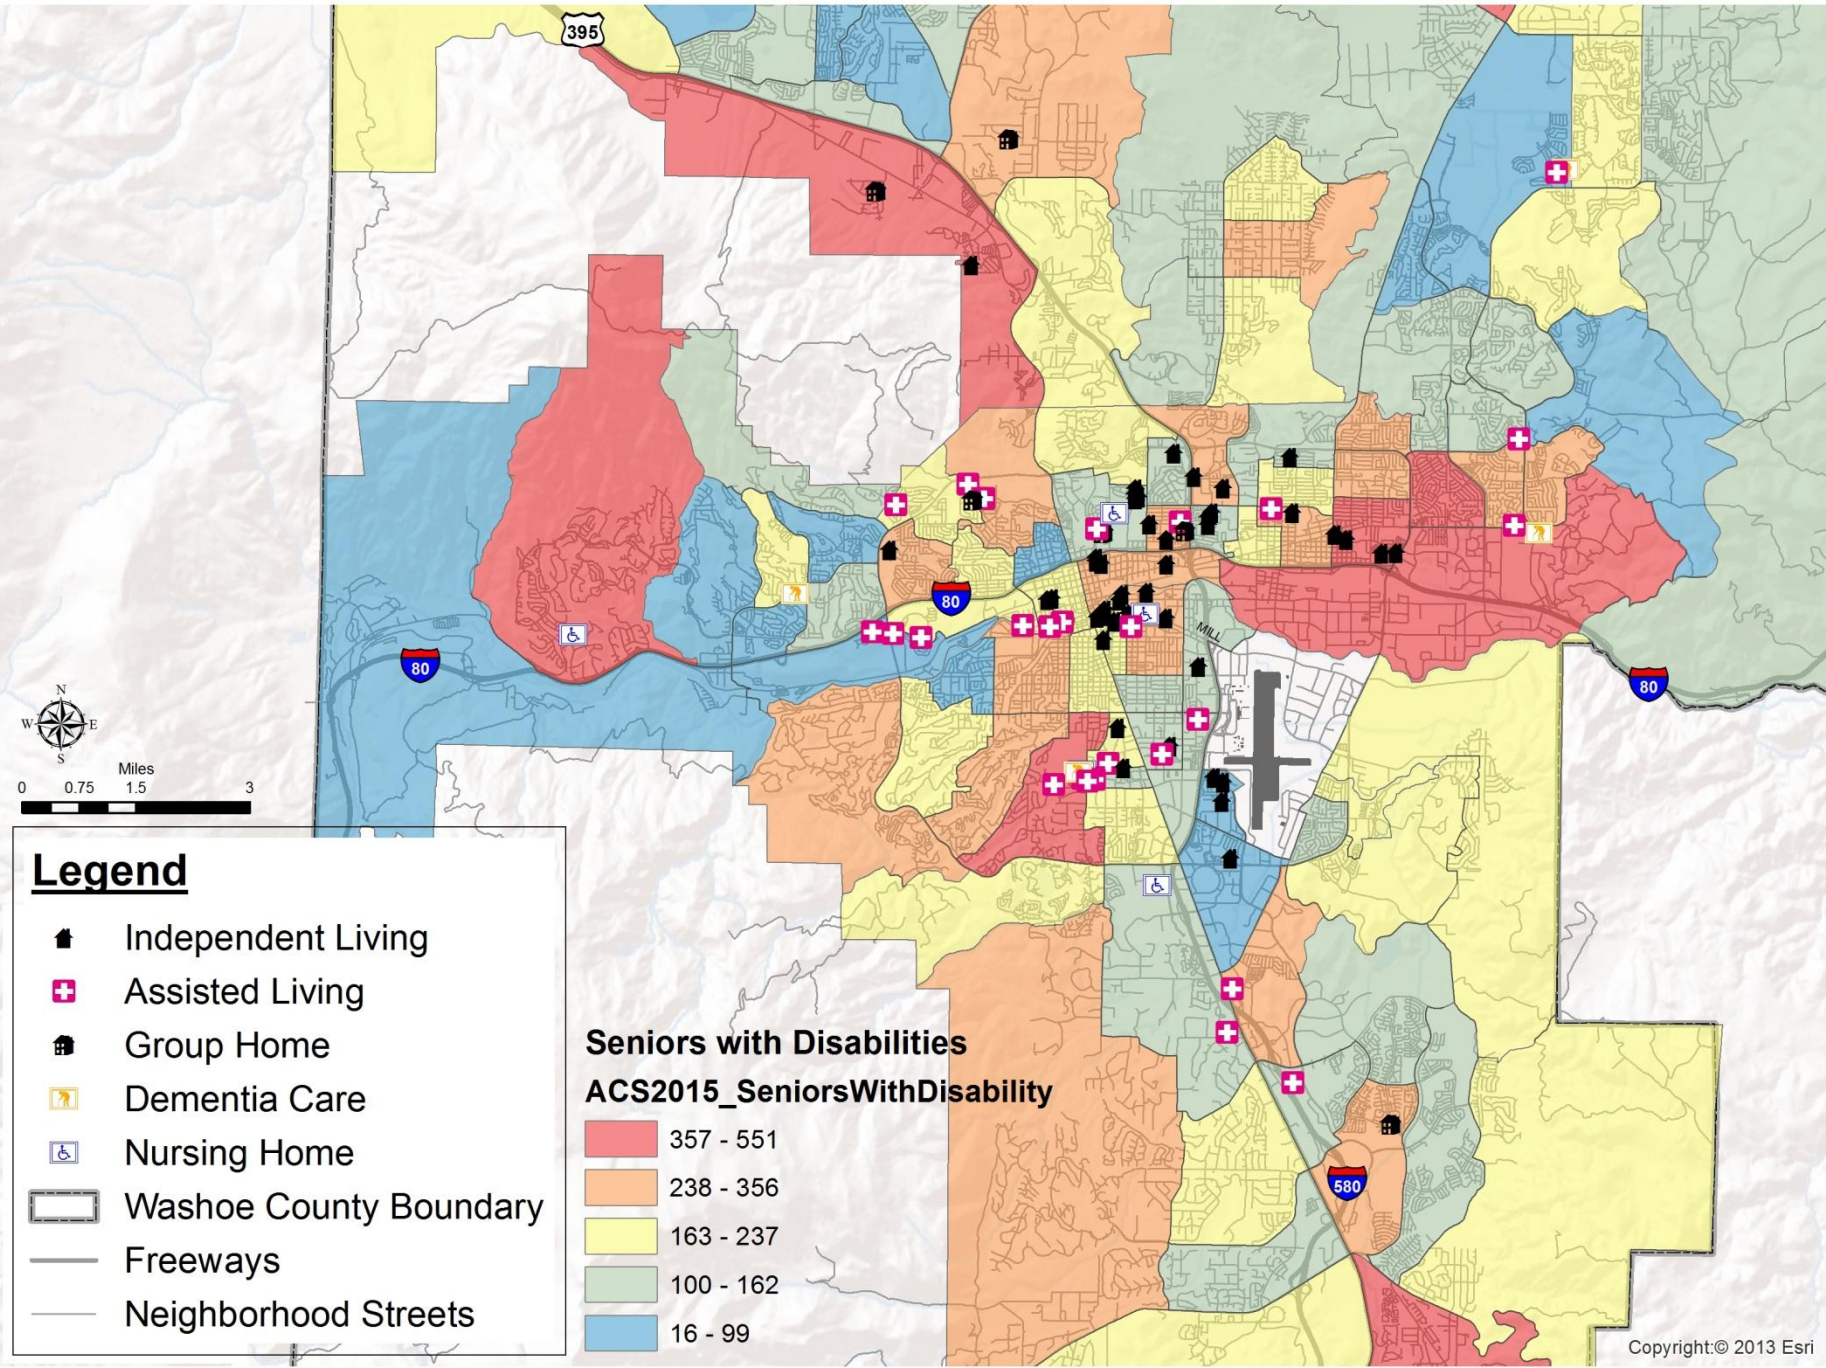 395
80
80
80
MILL
580
N
W E
S
Miles
0 0.75 1.5 3
Legend
Independent Living
Assisted Living
Group Home
Dementia Care
Nursing Home
Washoe County Boundary
Freeways
Neighborhood Streets
Seniors with Disabilities
ACS2015_SeniorsWithDisability
357 - 551
238 - 356
163 - 237
100 - 162
16 - 99
Copyright:© 2013 Esri